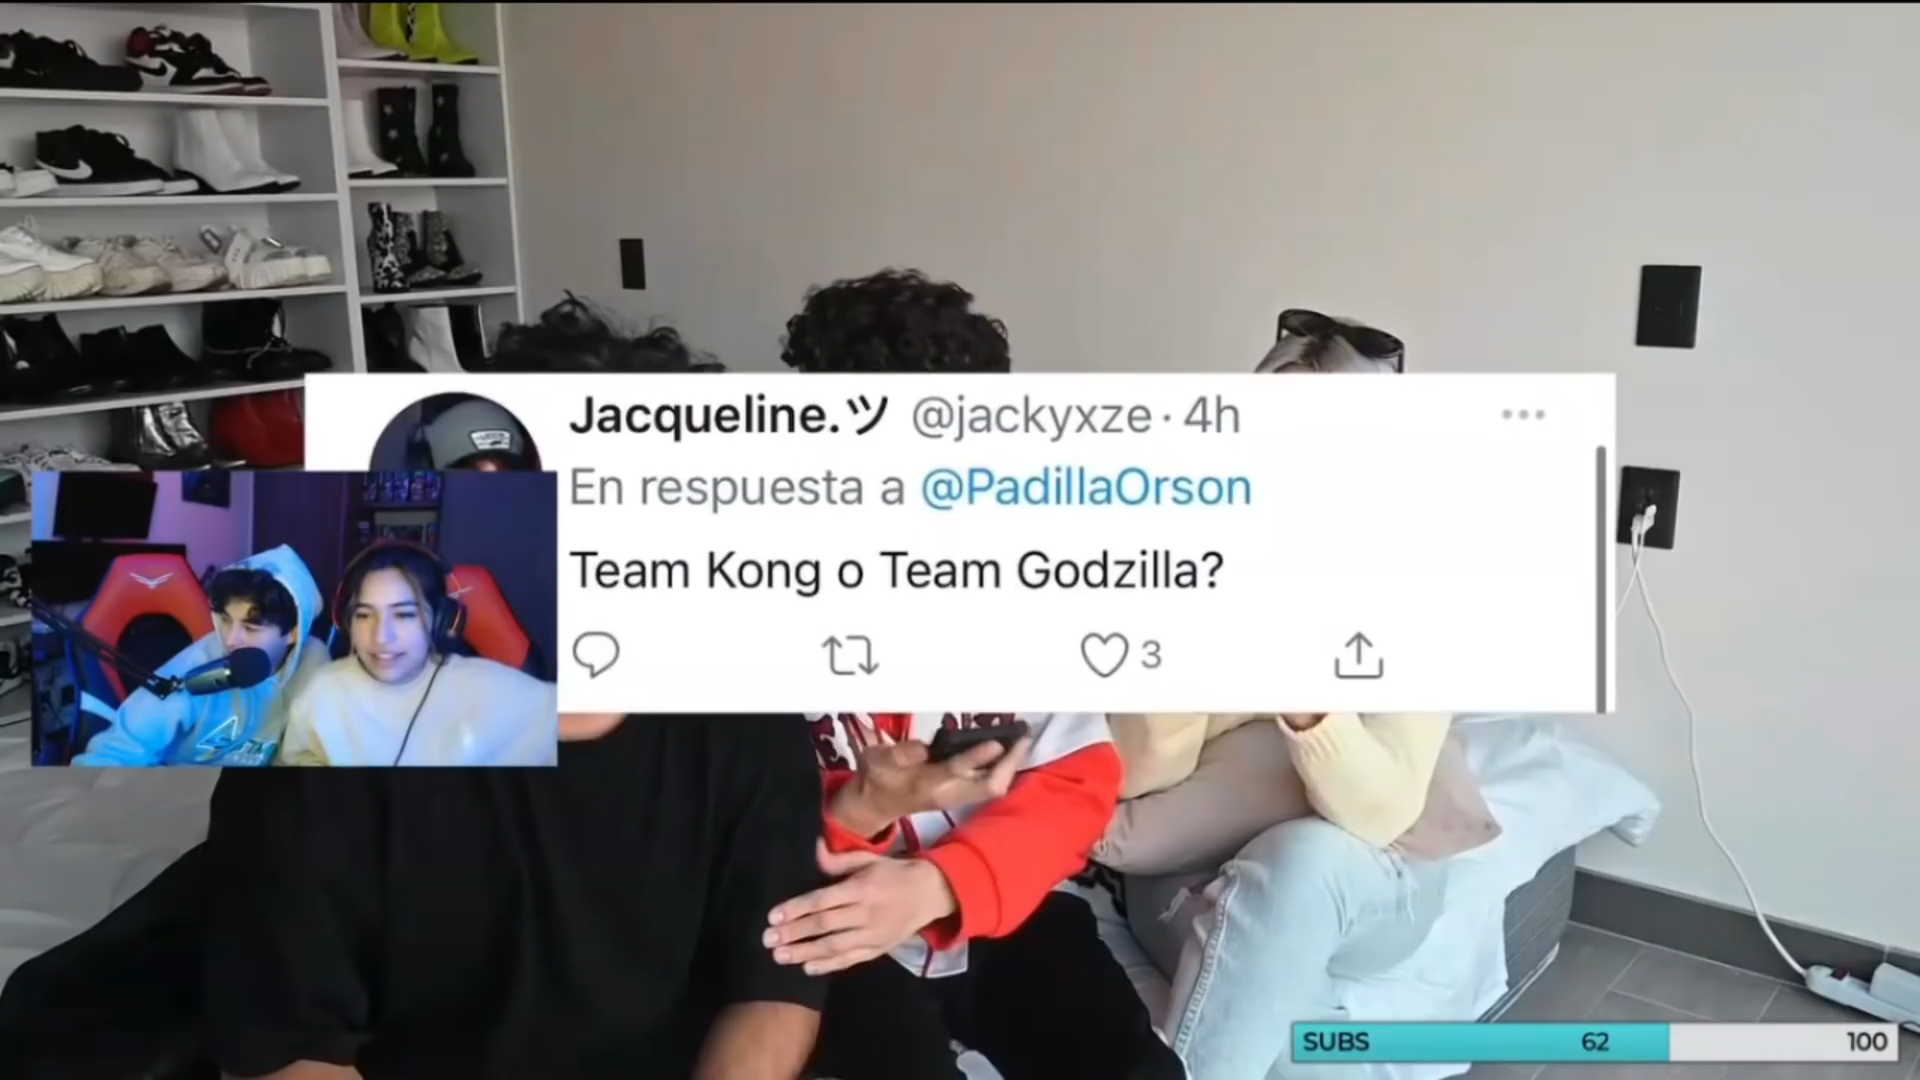 Jacqueline.ツ @jackyxze · 4h
En respuesta a @PadillaOrson
Team Kong o Team Godzilla?
3
SUBS 62 100